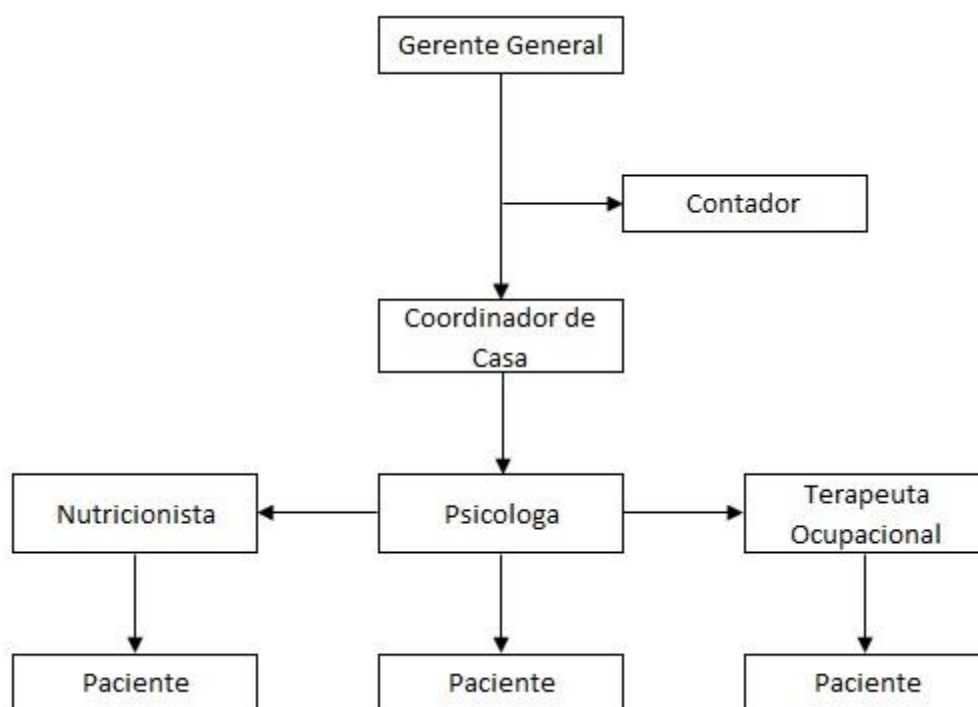 Gerente General
Contador
Coordinador de
Casa
Nutricionista
Psicologa
Terapeuta
Ocupacional
Paciente
Paciente
Paciente